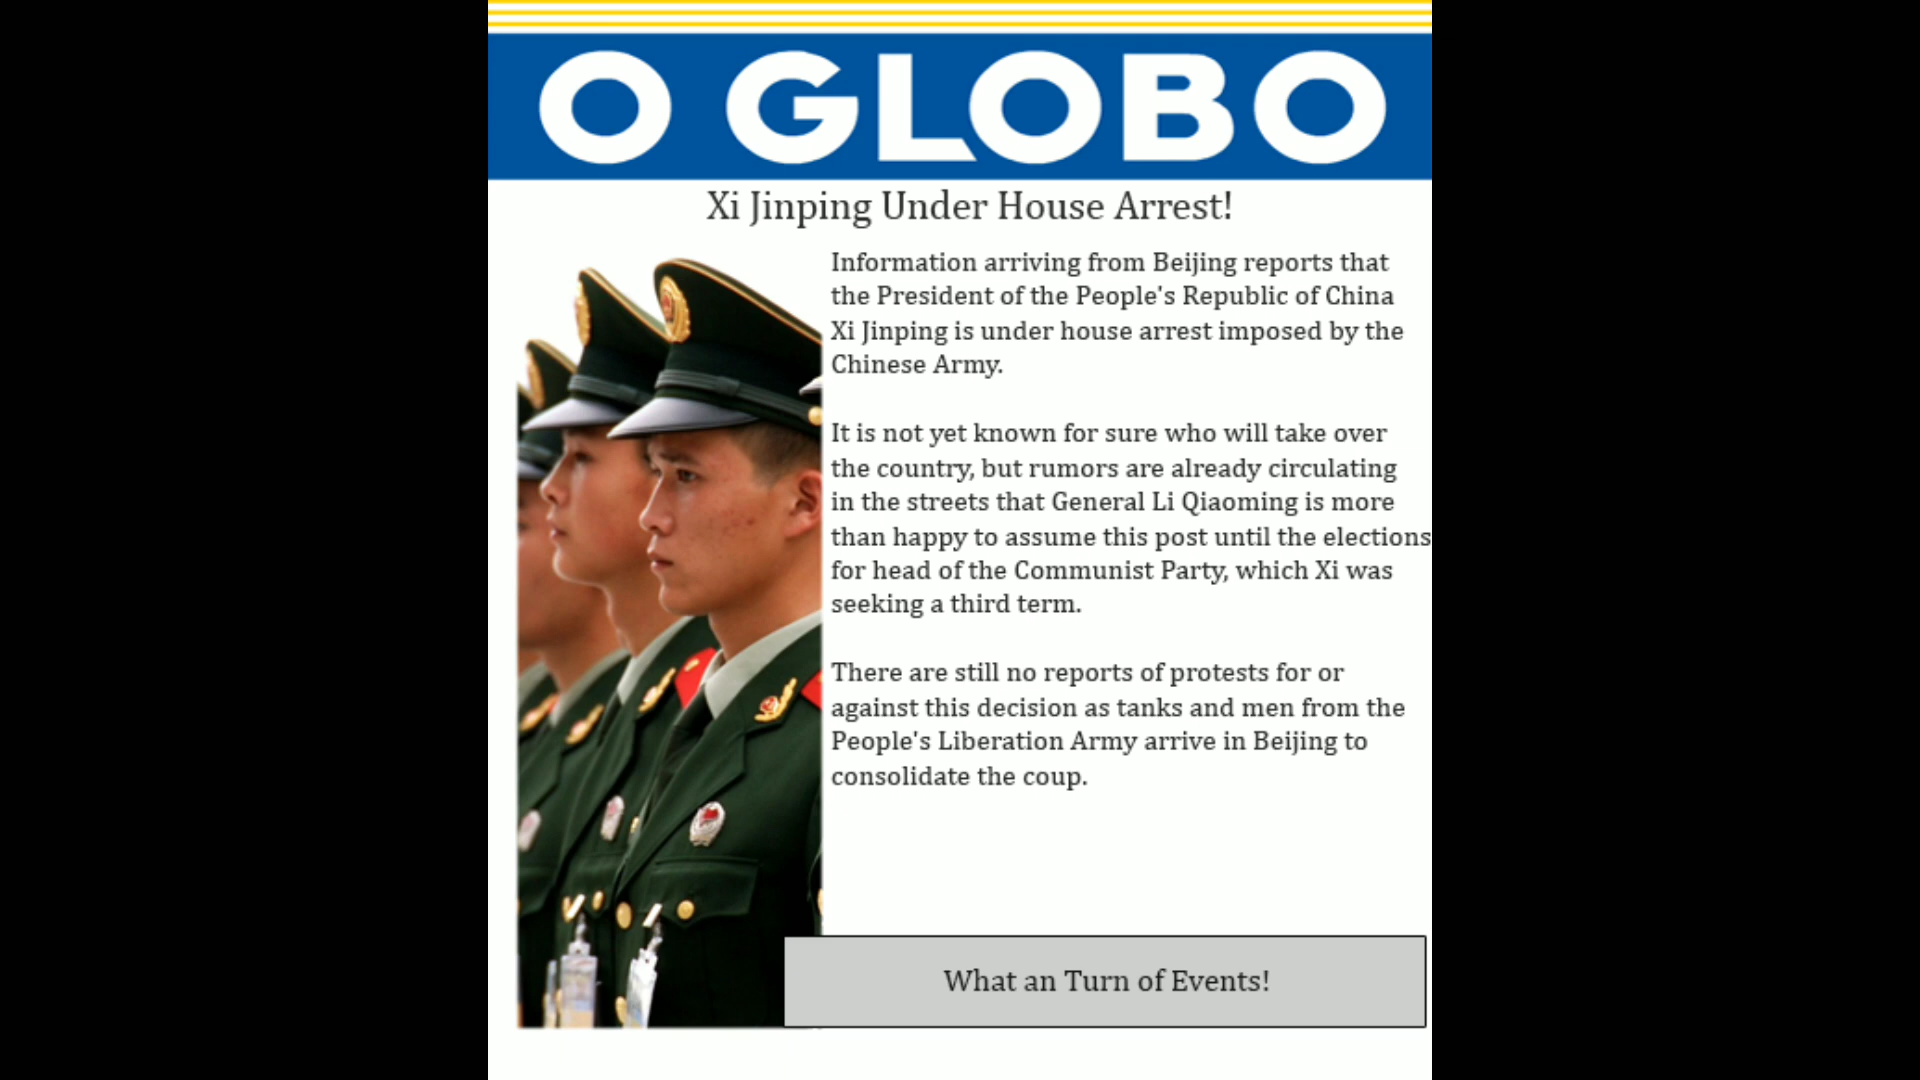 O GLOBO
Xi Jinping Under House Arrest!
Information arriving from Beijing reports that
the President of the People's Republic of China
Xi Jinping is under house arrest imposed by the
Chinese Army.
It is not yet known for sure who will take over
the country, but rumors are already circulating
in the streets that General Li Qiaoming is more
than happy to assume this post until the elections
for head of the Communist Party, which Xi was
seeking a third term.
There are still no reports of protests for or
against this decision as tanks and men from the
People's Liberation Army arrive in Beijing to
consolidate the coup.
What an Turn of Events!